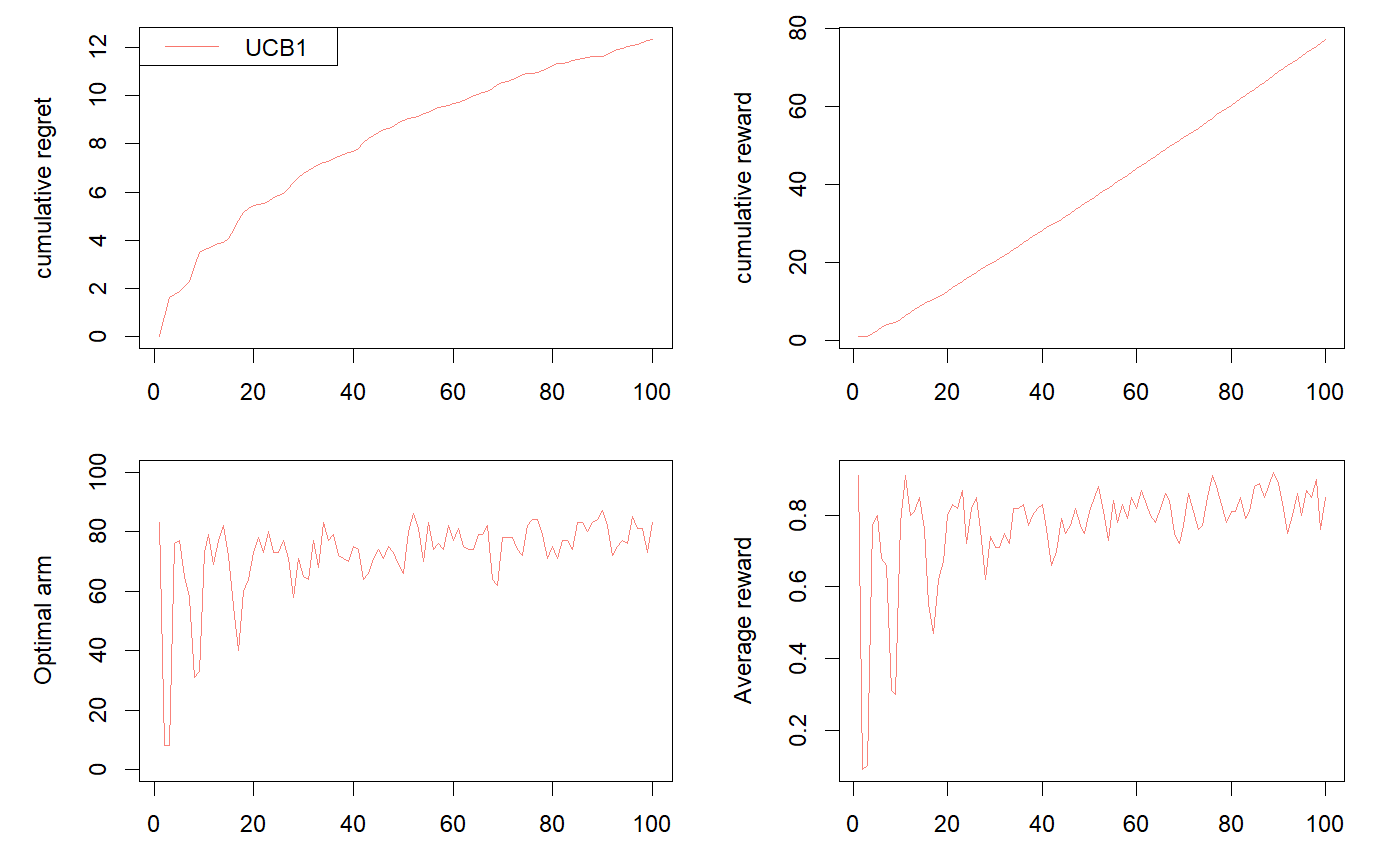 UCB1
cumulative regret
0 2 4 6 8 10 12
0 20 40 60 80 100
cumulative reward
0 20 40 60 80
0 20 40 60 80 100
Optimal arm
0 20 40 60 80 100
0 20 40 60 80 100
Average reward
0.2 0.4 0.6 0.8
0 20 40 60 80 100